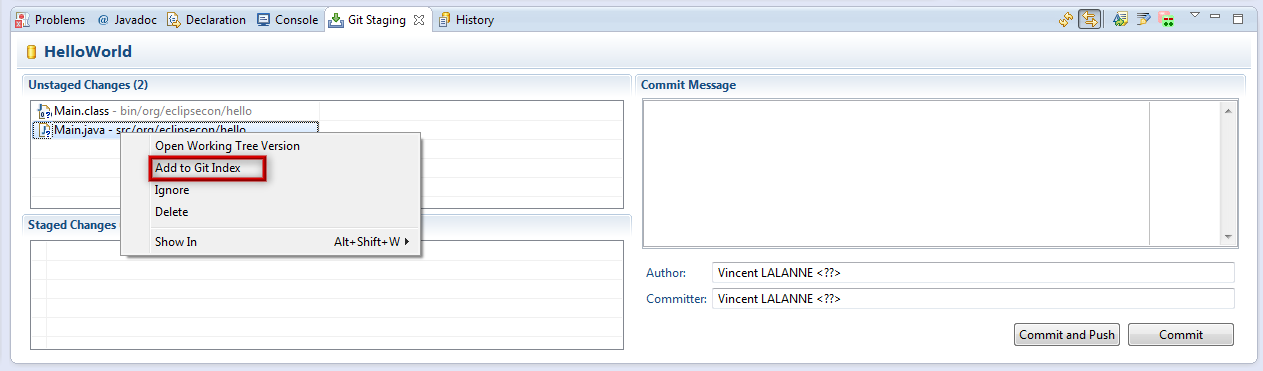 Problems @ Javadoc Declaration Console Git Staging History
HelloWorld
Unstaged Changes (2)
Main.class - bin/org/eclipsecon/hello
Main.java - src/org/eclipsecon/hello
Open Working Tree Version
Add to Git Index
Ignore
Delete
Show In Alt+Shift+W
Staged Changes
Commit Message
Author: Vincent LALANNE <??>
Committer: Vincent LALANNE <??>
Commit and Push Commit